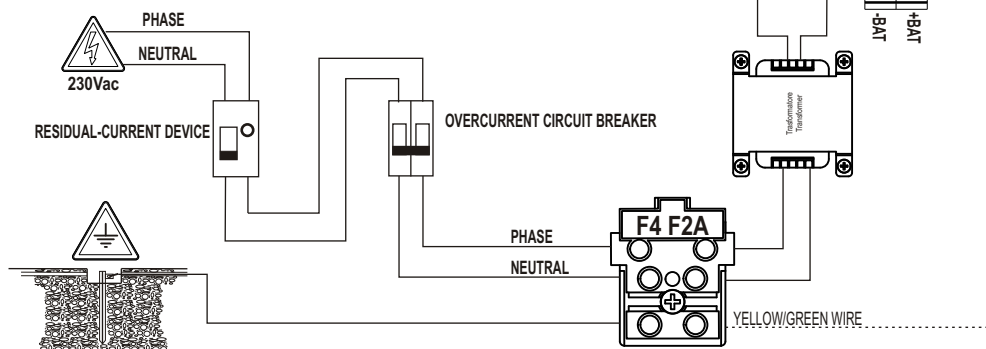 PHASE
NEUTRAL
230Vac
RESIDUAL-CURRENT DEVICE
OVERCURRENT CIRCUIT BREAKER
-BAT
+BAT
Trasformatore
Transformer
F4 F2A
PHASE
NEUTRAL
YELLOW/GREEN WIRE